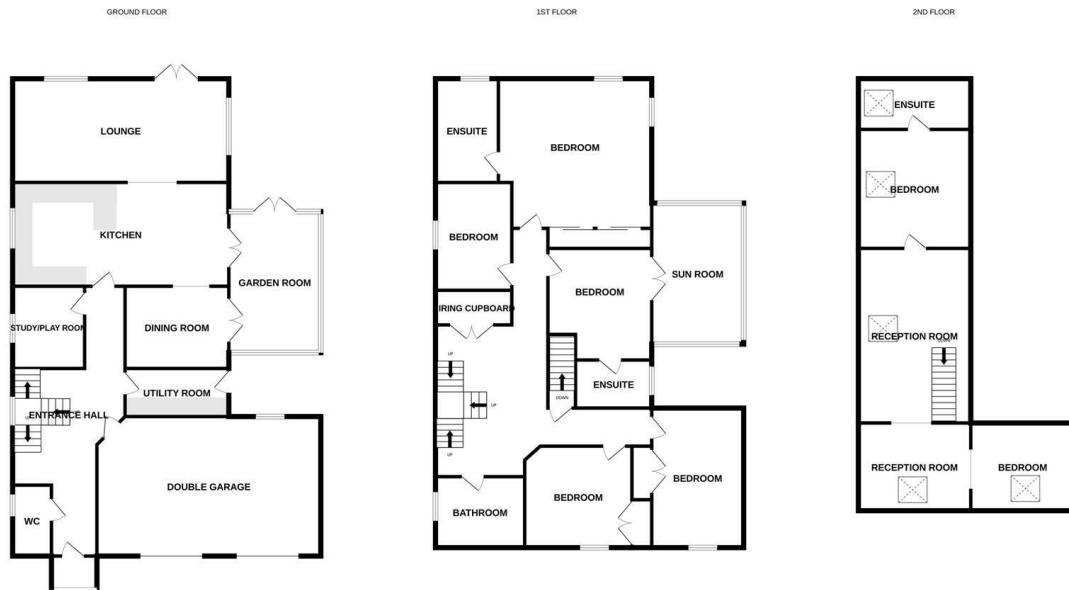 GROUND FLOOR
LOUNGE
KITCHEN
GARDEN ROOM
STUDY/PLAY ROOM
DINING ROOM
UTILITY ROOM
ENTRANCE HALL
DOUBLE GARAGE
WC
1ST FLOOR
ENSUITE
BEDROOM
BEDROOM
SUN ROOM
BEDROOM
IRING CUPBOARD
UP
ENSUITE
DOWN
UP
UP
BEDROOM
BEDROOM
BATHROOM
2ND FLOOR
ENSUITE
BEDROOM
RECEPTION ROOM
DOWN
RECEPTION ROOM
BEDROOM